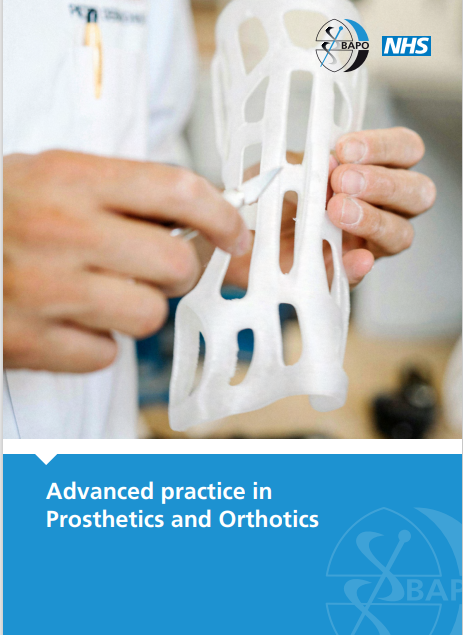 BAPO
NHS
Advanced practice in
Prosthetics and Orthotics
BAPO